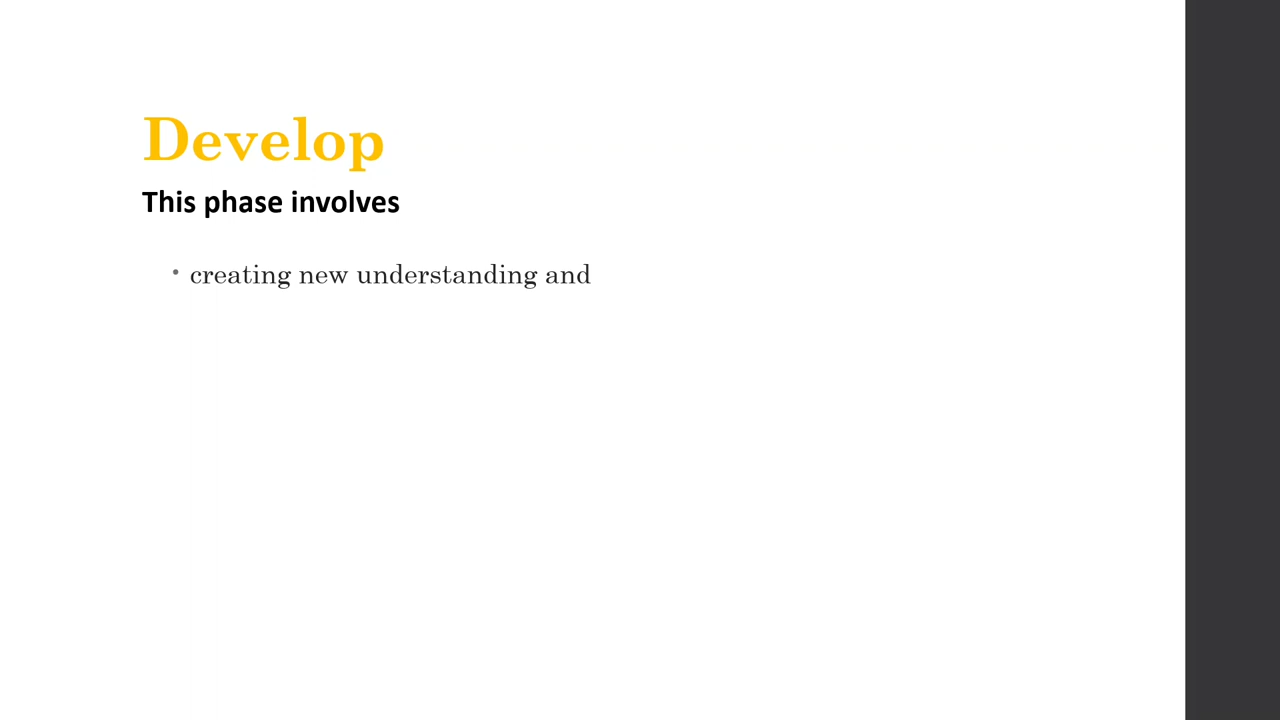 Develop
This phase involves
• creating new understanding and